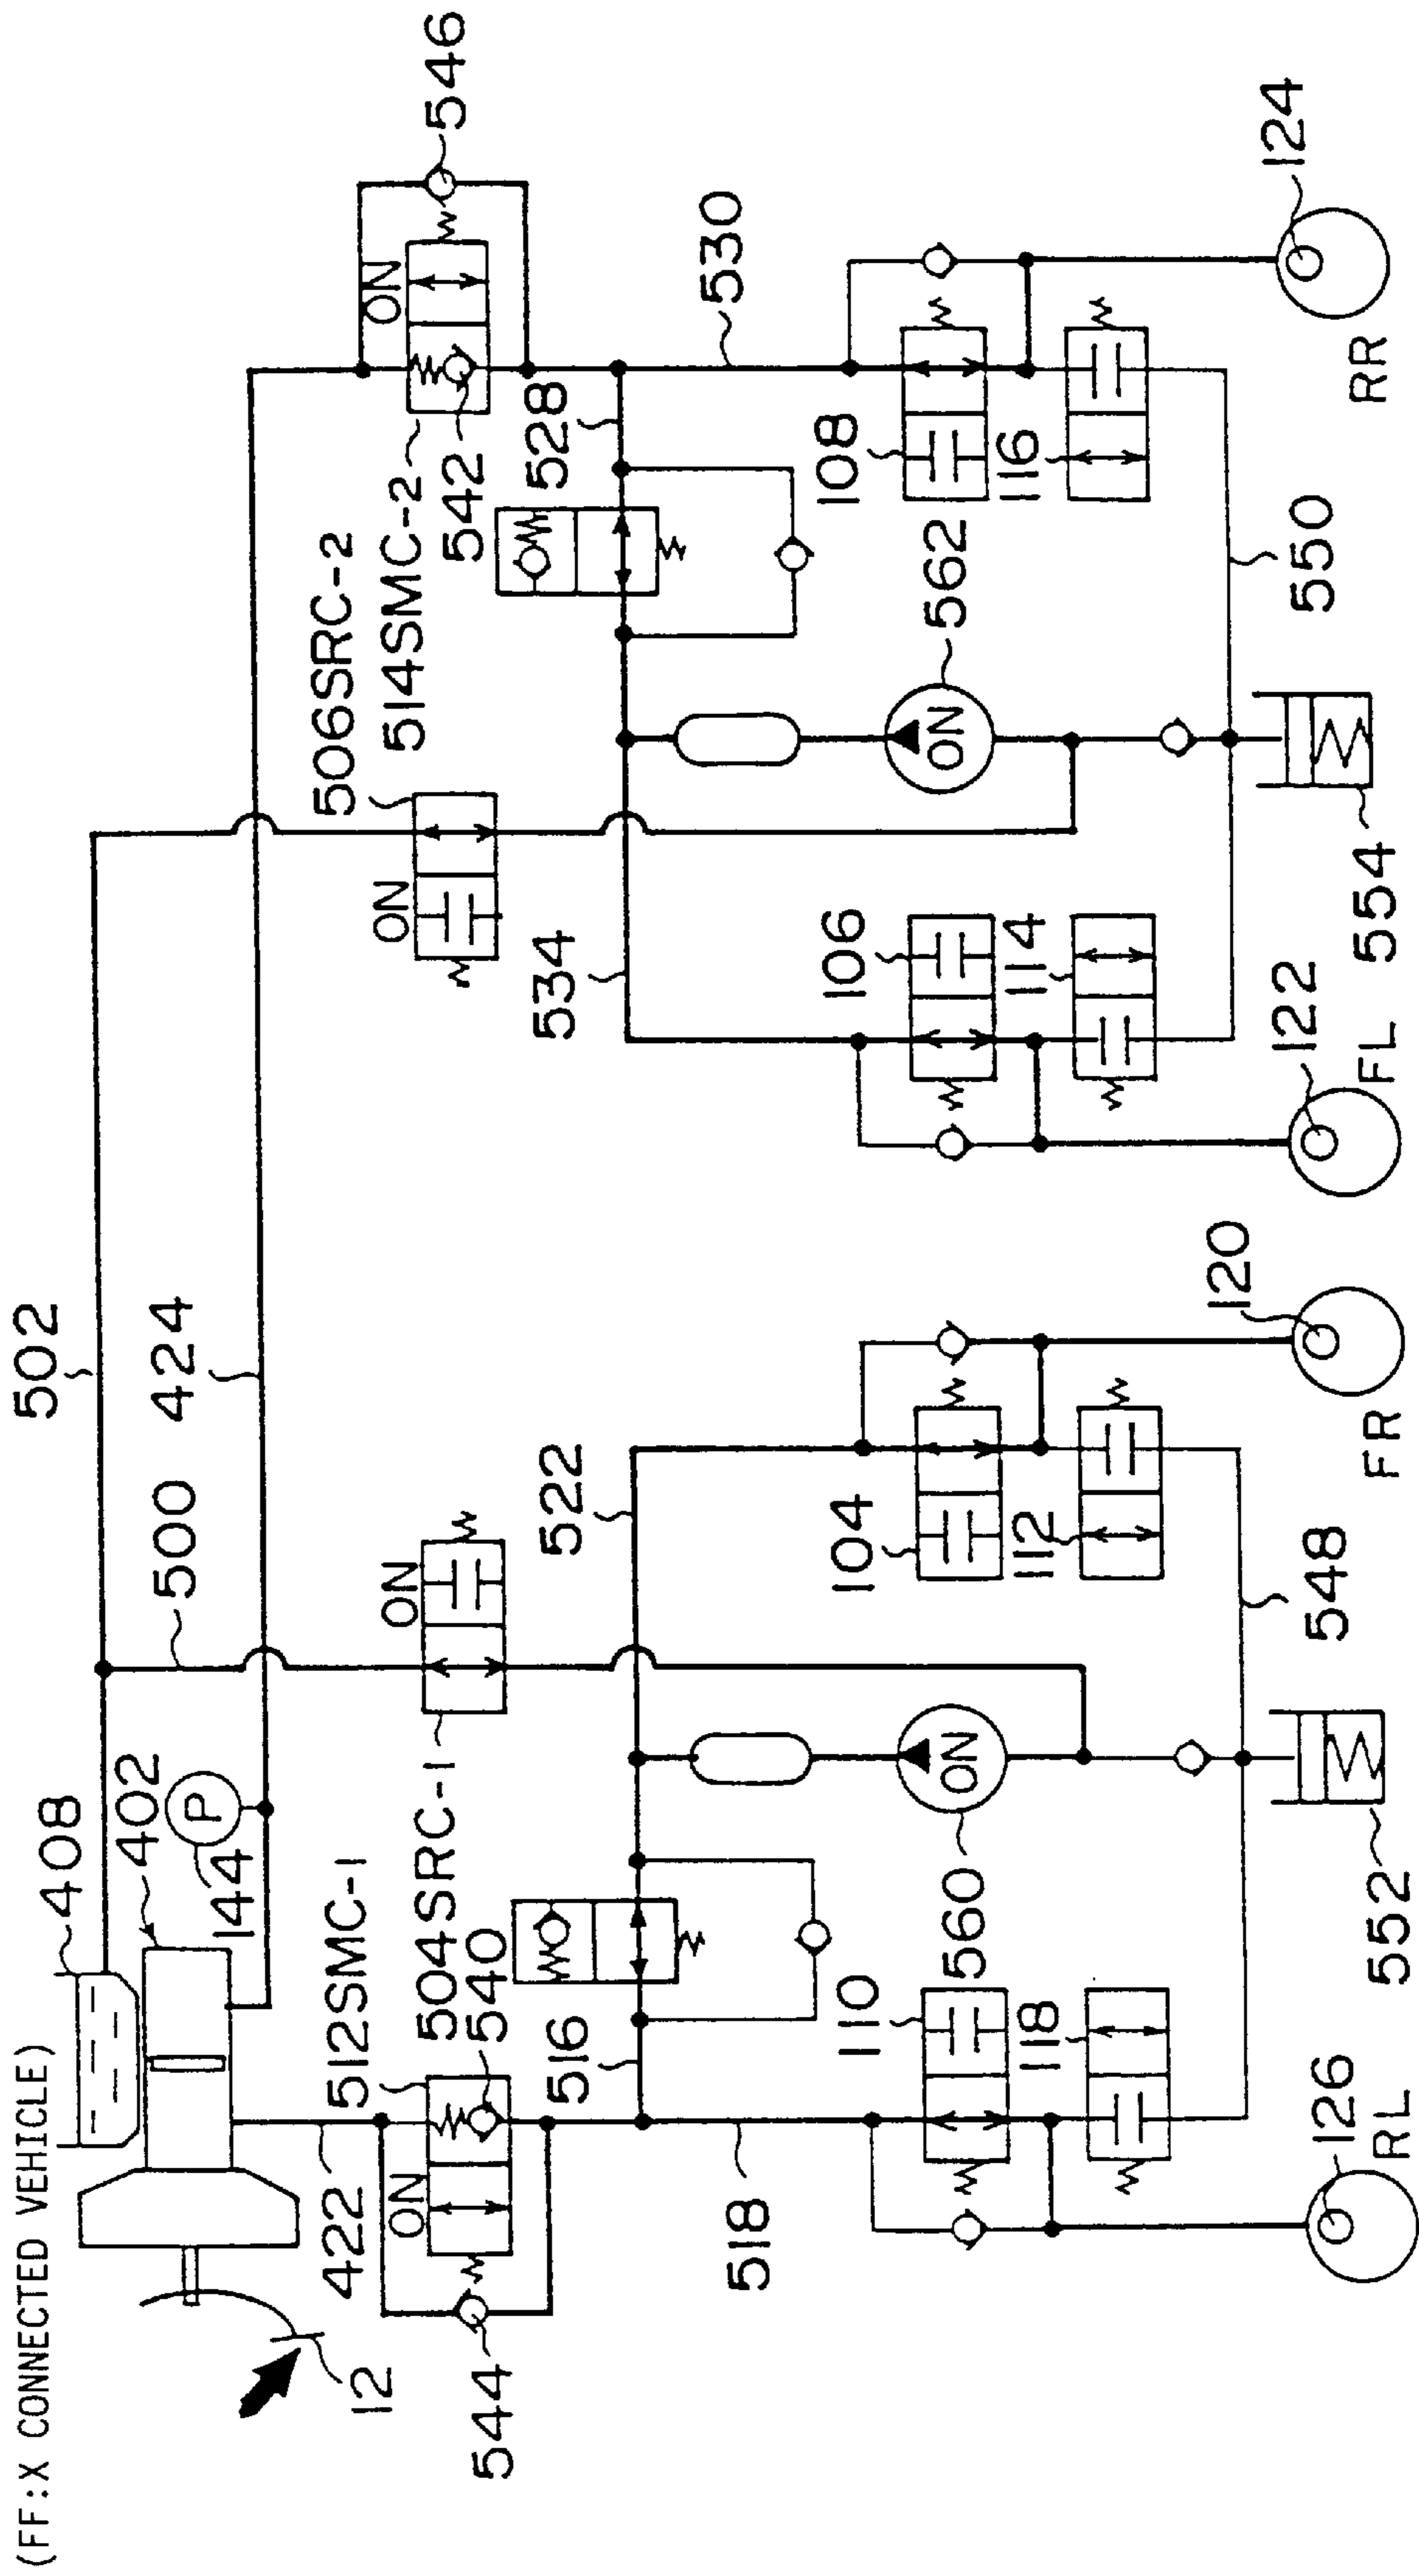 (FF:X CONNECTED VEHICLE)
408
402
144
P
500
502
424
12
422
512SMC-1
504SRC-1
540
ON
ON
544
516
522
506SRC-2
514SMC-2
542
528
546
ON
ON
534
530
518
110
118
560
ON
104
112
106
114
562
ON
108
116
126
RL
552
548
120
FR
122
FL
554
550
124
RR